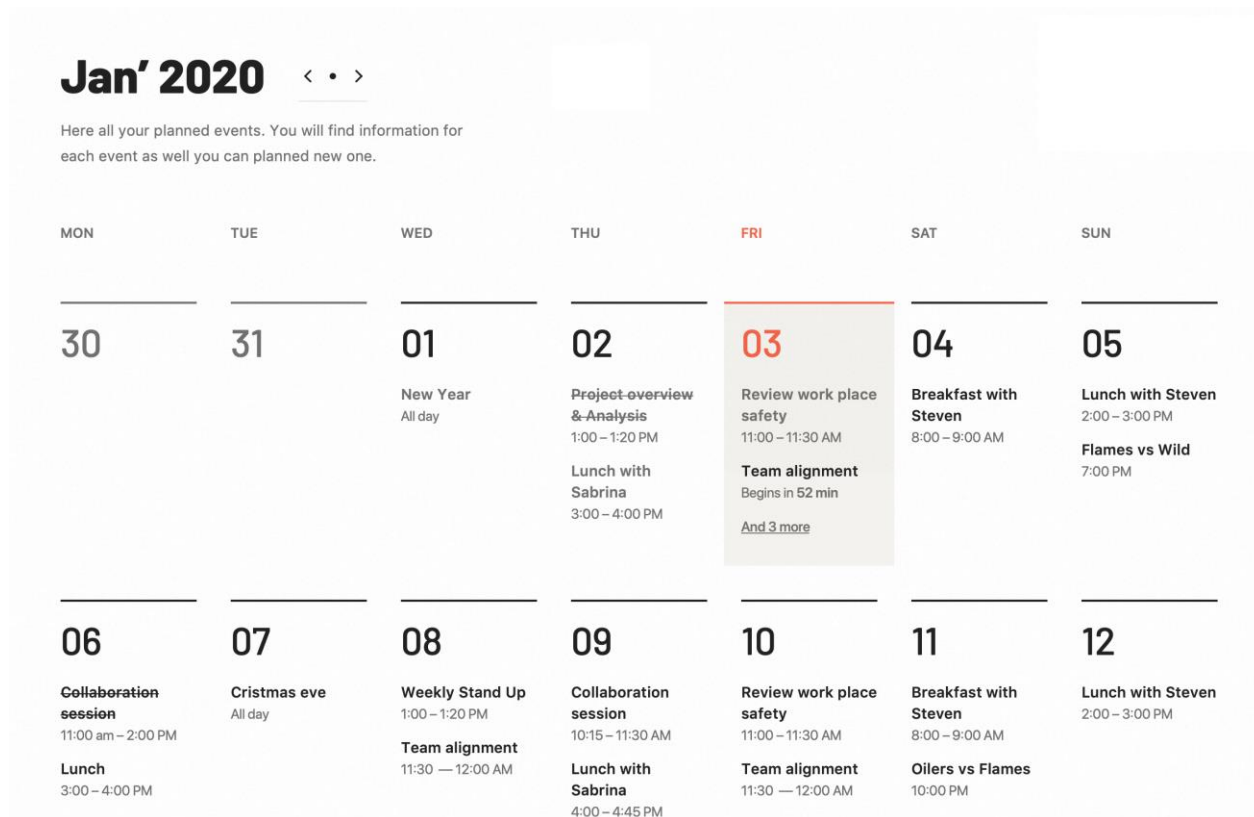 Jan’ 2020
Here all your planned events. You will find information for
each event as well you can planned new one.
MON TUE WED THU FRI SAT SUN
30
31
01
New Year
All day
02
Project overview
& Analysis
1:00 – 1:20 PM
Lunch with
Sabrina
3:00 – 4:00 PM
03
Review work place
safety
11:00 – 11:30 AM
Team alignment
Begins in 52 min
And 3 more
04
Breakfast with
Steven
8:00 – 9:00 AM
05
Lunch with Steven
2:00 – 3:00 PM
Flames vs Wild
7:00 PM
06
Collaboration
session
11:00 am – 2:00 PM
Lunch
3:00 – 4:00 PM
07
Cristmas eve
All day
08
Weekly Stand Up
1:00 – 1:20 PM
Team alignment
11:30 — 12:00 AM
09
Collaboration
session
10:15 – 11:30 AM
Lunch with
Sabrina
4:00 – 4:45 PM
10
Review work place
safety
11:00 – 11:30 AM
Team alignment
11:30 — 12:00 AM
11
Breakfast with
Steven
8:00 – 9:00 AM
Oilers vs Flames
10:00 PM
12
Lunch with Steven
2:00 – 3:00 PM